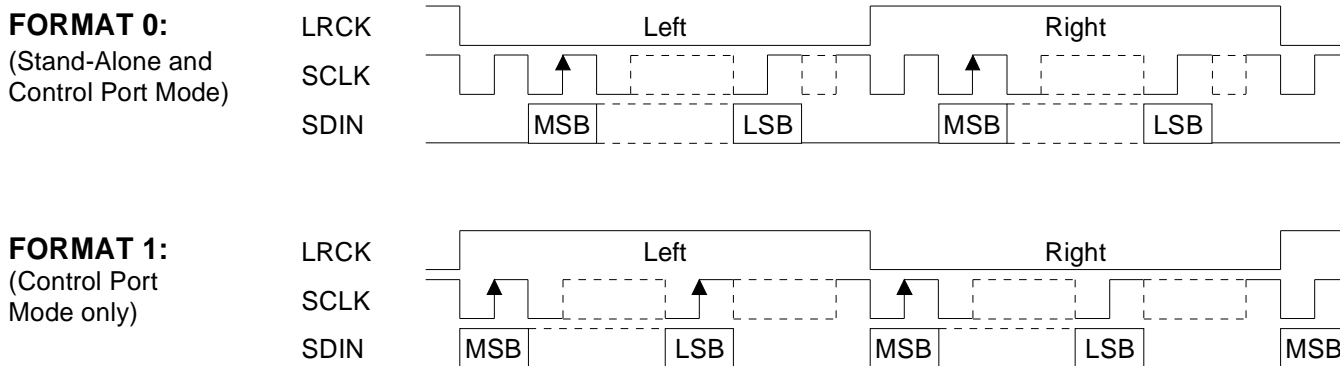 FORMAT 0:
(Stand-Alone and
Control Port Mode)
LRCK
Left
Right
SCLK
SDIN
MSB
LSB
MSB
LSB
FORMAT 1:
(Control Port
Mode only)
LRCK
Left
Right
SCLK
SDIN
MSB
LSB
MSB
LSB
MSB